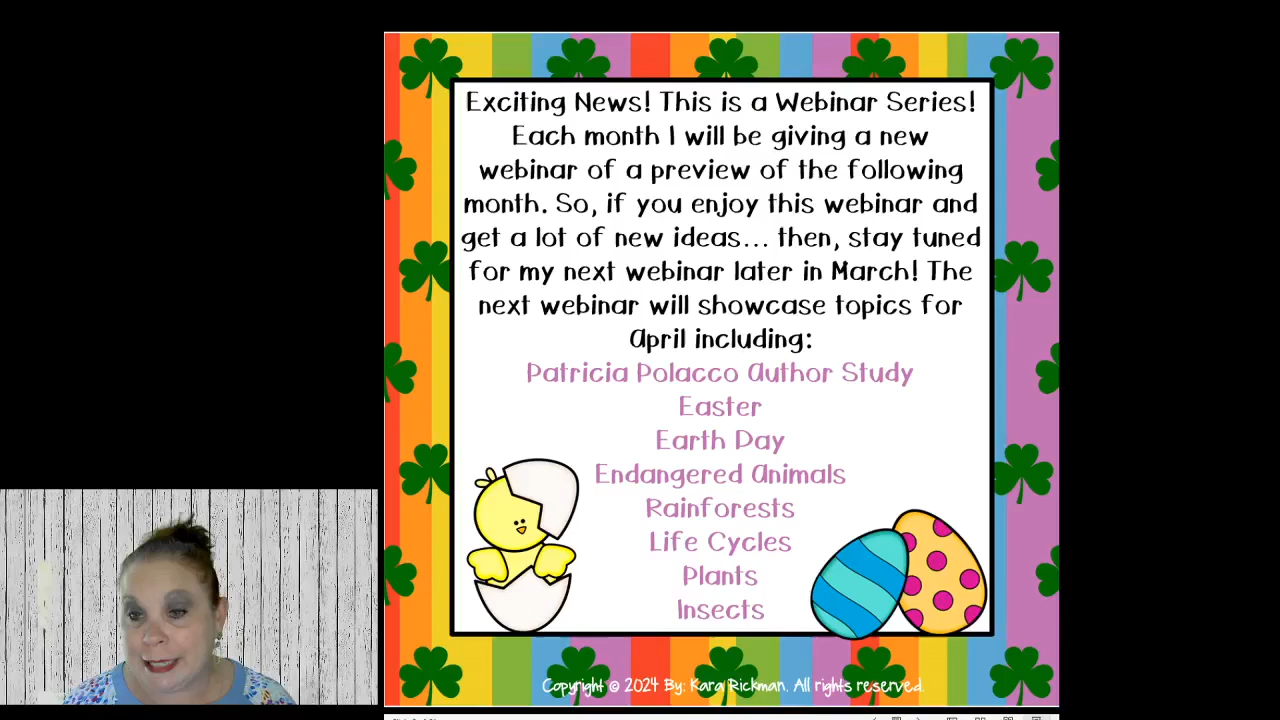 Exciting News! This is a Webinar Series!
Each month I will be giving a new
webinar of a preview of the following
month. So, if you enjoy this webinar and
get a lot of new ideas... then, stay tuned
for my next webinar later in March! The
next webinar will showcase topics for
April including:
Patricia Polacco Author Study
Easter
Earth Day
Endangered Animals
Rainforests
Life Cycles
Plants
Insects
Copyright © 2024 By: Kara Rickman. All rights reserved.